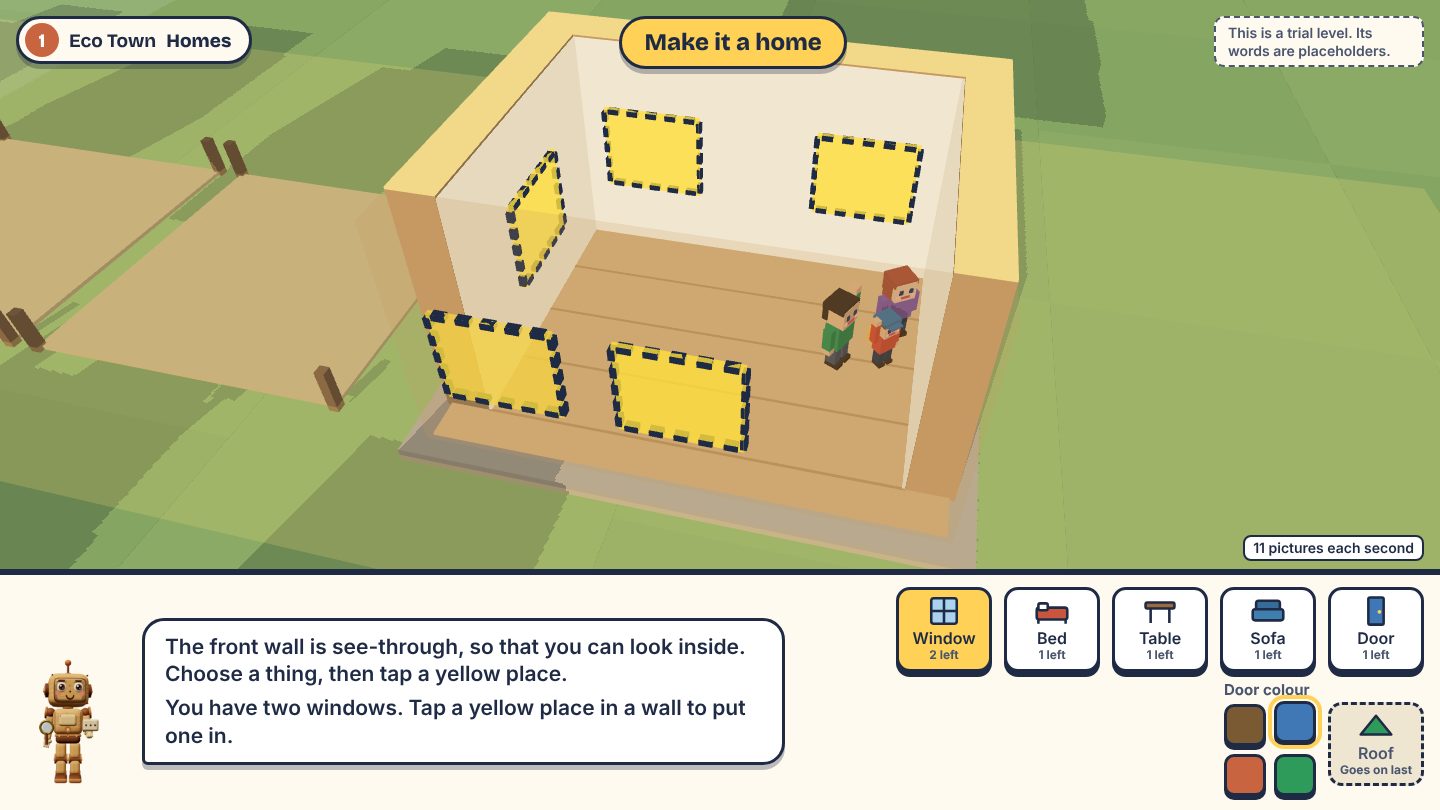 1 Eco Town Homes
Make it a home
This is a trial level. Its
words are placeholders.
11 pictures each second
The front wall is see-through, so that you can look inside.
Choose a thing, then tap a yellow place.
You have two windows. Tap a yellow place in a wall to put
one in.
Window
2 left
Bed
1 left
Table
1 left
Sofa
1 left
Door
1 left
Door colour
Roof
Goes on last